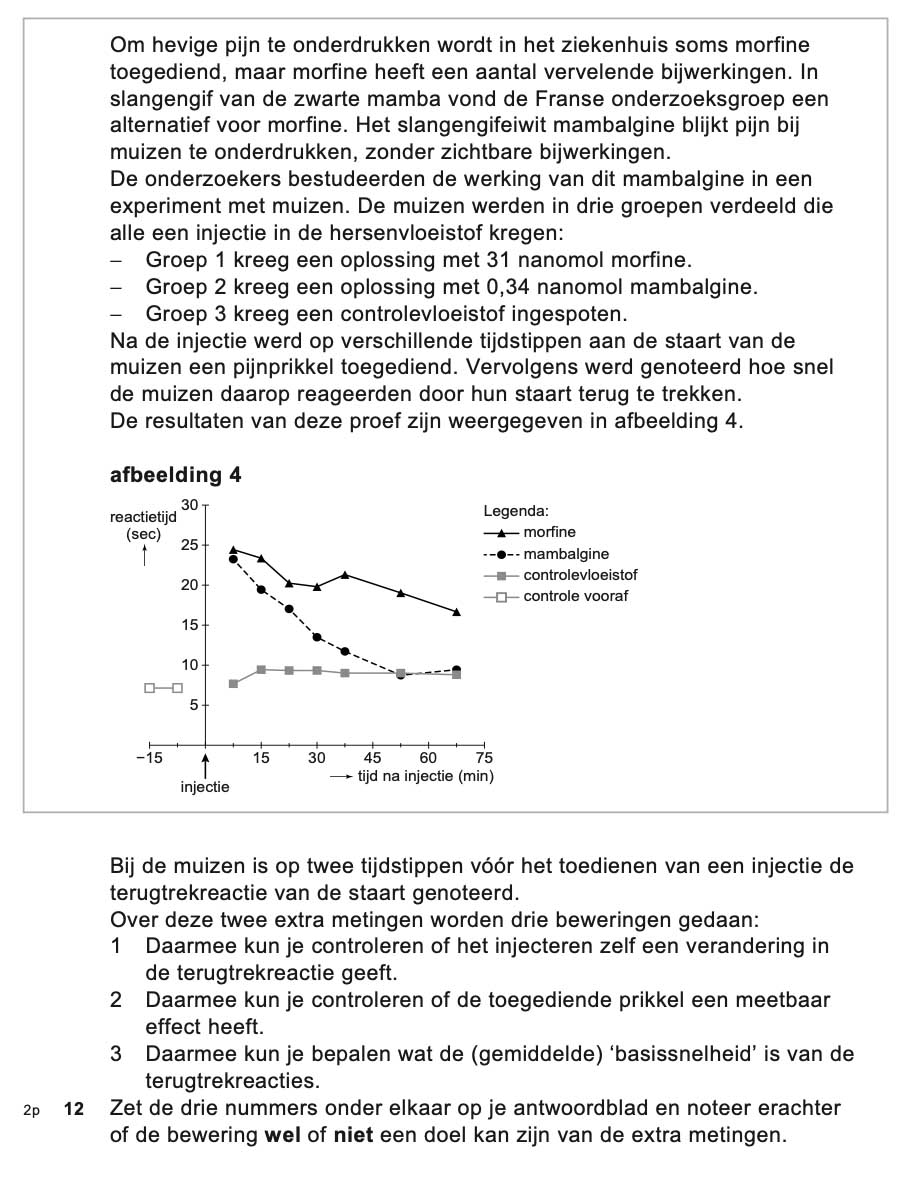 Om hevige pijn te onderdrukken wordt in het ziekenhuis soms morfine
toegediend, maar morfine heeft een aantal vervelende bijwerkingen. In
slangengif van de zwarte mamba vond de Franse onderzoeksgroep een
alternatief voor morfine. Het slangengifeiwit mambalgine blijkt pijn bij
muizen te onderdrukken, zonder zichtbare bijwerkingen.
De onderzoekers bestudeerden de werking van dit mambalgine in een
experiment met muizen. De muizen werden in drie groepen verdeeld die
alle een injectie in de hersenvloeistof kregen:
– Groep 1 kreeg een oplossing met 31 nanomol morfine.
– Groep 2 kreeg een oplossing met 0,34 nanomol mambalgine.
– Groep 3 kreeg een controlevloeistof ingespoten.
Na de injectie werd op verschillende tijdstippen aan de staart van de
muizen een pijnprikkel toegediend. Vervolgens werd genoteerd hoe snel
de muizen daarop reageerden door hun staart terug te trekken.
De resultaten van deze proef zijn weergegeven in afbeelding 4.
afbeelding 4
reactietijd
(sec)
30
25
20
15
10
5
−15
15
30
45
60
75
injectie
tijd na injectie (min)
Legenda:
morfine
mambalgine
controlevloeistof
controle vooraf
Bij de muizen is op twee tijdstippen vóór het toedienen van een injectie de
terugtrekreactie van de staart genoteerd.
Over deze twee extra metingen worden drie beweringen gedaan:
1 Daarmee kun je controleren of het injecteren zelf een verandering in
de terugtrekreactie geeft.
2 Daarmee kun je controleren of de toegediende prikkel een meetbaar
effect heeft.
3 Daarmee kun je bepalen wat de (gemiddelde) ‘basissnelheid’ is van de
terugtrekreacties.
2p 12 Zet de drie nummers onder elkaar op je antwoordblad en noteer erachter
of de bewering wel of niet een doel kan zijn van de extra metingen.